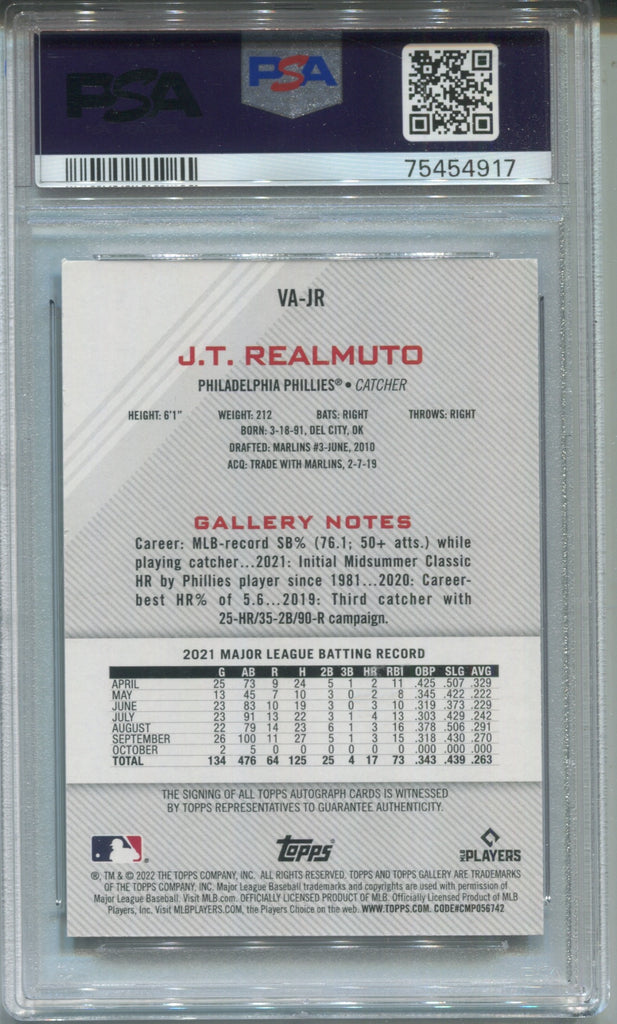 PSA PSA
75454917
VA-JR
J.T. REALMUTO
PHILADELPHIA PHILLIES® • CATCHER
HEIGHT: 6'1" WEIGHT: 212 BATS: RIGHT THROWS: RIGHT
BORN: 3-18-91, DEL CITY, OK
DRAFTED: MARLINS #3-JUNE, 2010
ACQ: TRADE WITH MARLINS, 2-7-19
GALLERY NOTES
Career: MLB-record SB% (76.1; 50+ atts.) while
playing catcher...2021: Initial Midsummer Classic
HR by Phillies player since 1981...2020: Career-
best HR% of 5.6...2019: Third catcher with
25-HR/35-2B/90-R campaign.
2021 MAJOR LEAGUE BATTING RECORD
G AB R H 2B 3B HR RBI OBP SLG AVG
APRIL 25 73 9 24 5 1 2 11 .425 .507 .329
MAY 13 45 7 10 3 0 2 8 .345 .422 .222
JUNE 23 83 10 19 3 0 3 10 .319 .373 .229
JULY 23 91 13 22 3 1 4 13 .303 .429 .242
AUGUST 22 79 14 23 6 1 3 16 .378 .506 .291
SEPTEMBER 26 100 11 27 5 1 3 15 .318 .430 .270
OCTOBER 2 5 0 0 0 0 0 0 .000 .000 .000
TOTAL 134 476 64 125 25 4 17 73 .343 .439 .263
THE SIGNING OF ALL TOPPS AUTOGRAPH CARDS IS WITNESSED
BY TOPPS REPRESENTATIVES TO GUARANTEE AUTHENTICITY.
® Topps MLB PLAYERS
®, TM & © 2022 THE TOPPS COMPANY, INC. ALL RIGHTS RESERVED. TOPPS AND TOPPS GALLERY ARE TRADEMARKS
OF THE TOPPS COMPANY, INC. Major League Baseball trademarks and copyrights are used with permission of
Major League Baseball. Visit MLB.com. OFFICIALLY LICENSED PRODUCT OF MLB. Officially Licensed Product of MLB
Players, Inc. Visit MLBPLAYERS.COM, the Players Choice on the web. WWW.TOPPS.COM. CODE#CMP056742